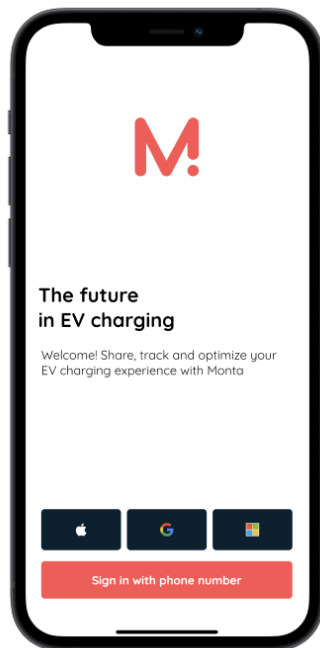 M!
The future
in EV charging
Welcome! Share, track and optimize your
EV charging experience with Monta
Sign in with phone number